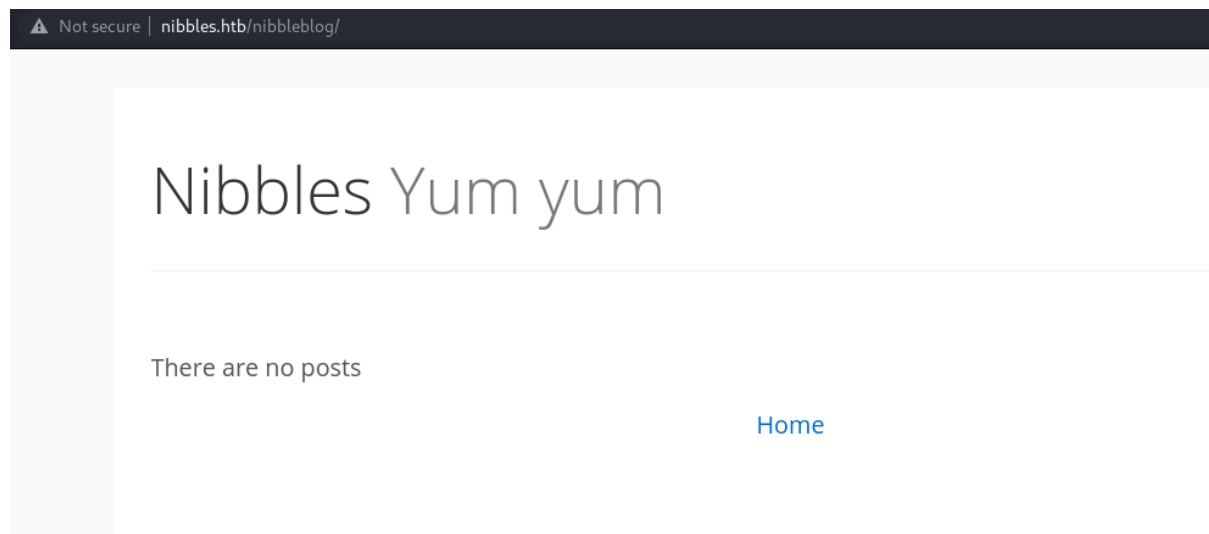 Not secure | nibbles.htb/nibbleblog/
Nibbles Yum yum
There are no posts
Home